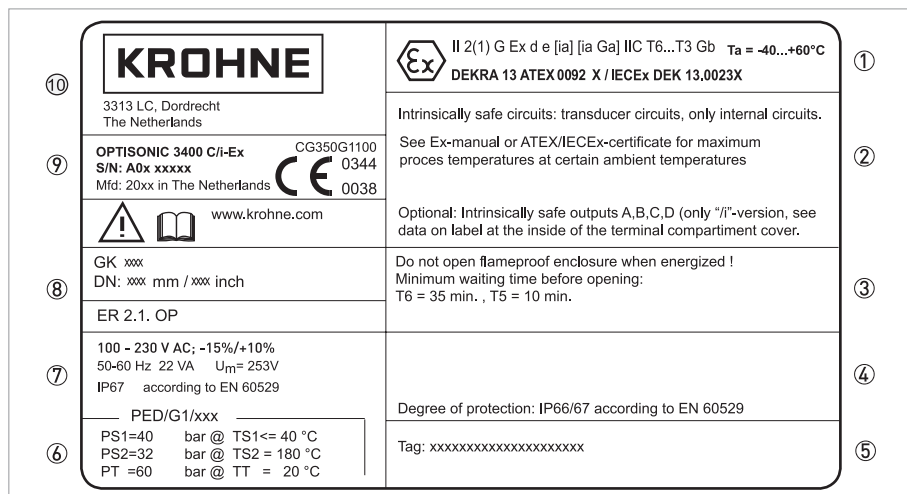 KROHNE
3313 LC, Dordrecht
The Netherlands
⑩
OPTISONIC 3400 C/i-Ex
CG350G1100
S/N: A0x xxxxx
Mfd: 20xx in The Netherlands
CE
0344
0038
⑨
www.krohne.com
GK xxx
DN: xxx mm / xxx inch
⑧
ER 2.1. OP
100 - 230 V AC; -15%/+10%
50-60 Hz 22 VA Um= 253V
IP67 according to EN 60529
⑦
PED/G1/xxx
PS1=40 bar @ TS1<= 40 °C
PS2=32 bar @ TS2 = 180 °C
PT =60 bar @ TT = 20 °C
⑥
Ex
II 2(1) G Ex d e [ia] [ia Ga] IIC T6...T3 Gb Ta = -40...+60°C
DEKRA 13 ATEX 0092 X / IECEx DEK 13.0023X
①
Intrinsically safe circuits: transducer circuits, only internal circuits.
See Ex-manual or ATEX/IECEx-certificate for maximum
proces temperatures at certain ambient temperatures
②
Optional: Intrinsically safe outputs A,B,C,D (only “/i”-version, see
data on label at the inside of the terminal compartiment cover.
Do not open flameproof enclosure when energized !
Minimum waiting time before opening:
T6 = 35 min. , T5 = 10 min.
③
④
Degree of protection: IP66/67 according to EN 60529
Tag: xxxxxxxxxxxxxxxxxxxxxx
⑤